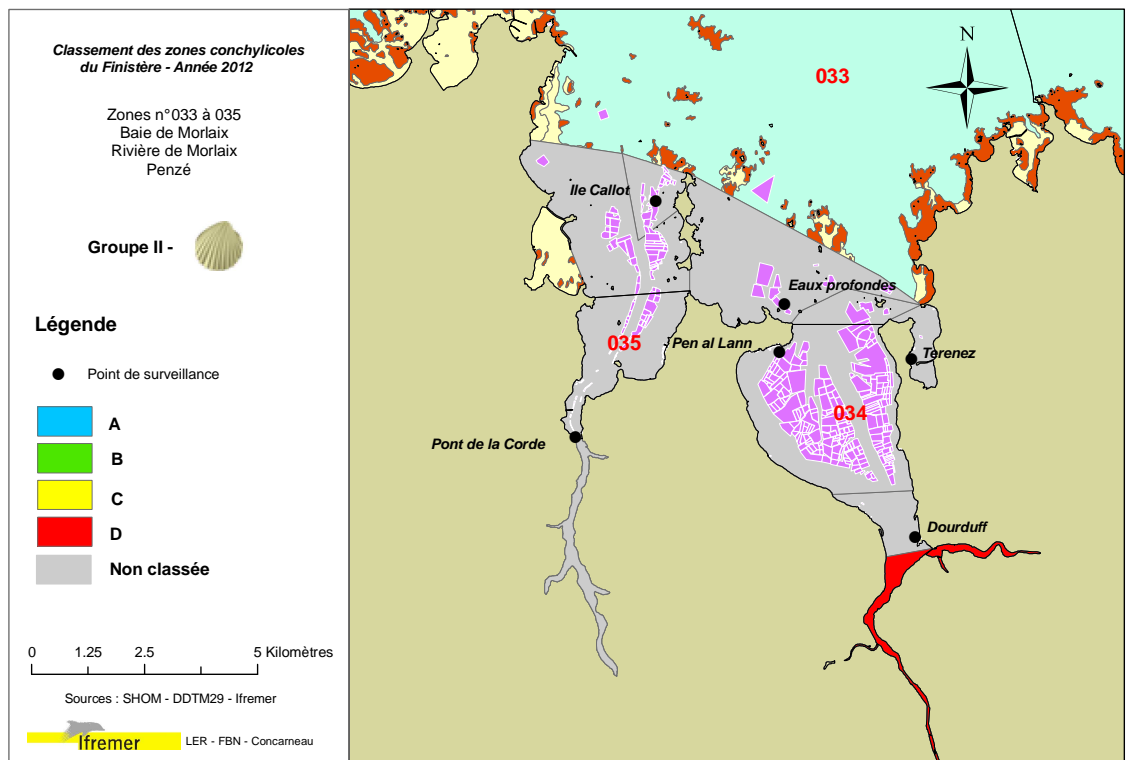 Classement des zones conchylicoles
du Finistère - Année 2012
Zones n°033 à 035
Baie de Morlaix
Rivière de Morlaix
Penzé
Groupe II -
Légende
Point de surveillance
A
B
C
D
Non classée
0 1.25 2.5 5 Kilomètres
Sources : SHOM - DDTM29 - Ifremer
Ifremer
LER - FBN - Concarneau
033
N
Ile Callot
Eaux profondes
035
Pen al Lann
Terenez
034
Pont de la Corde
Dourduff